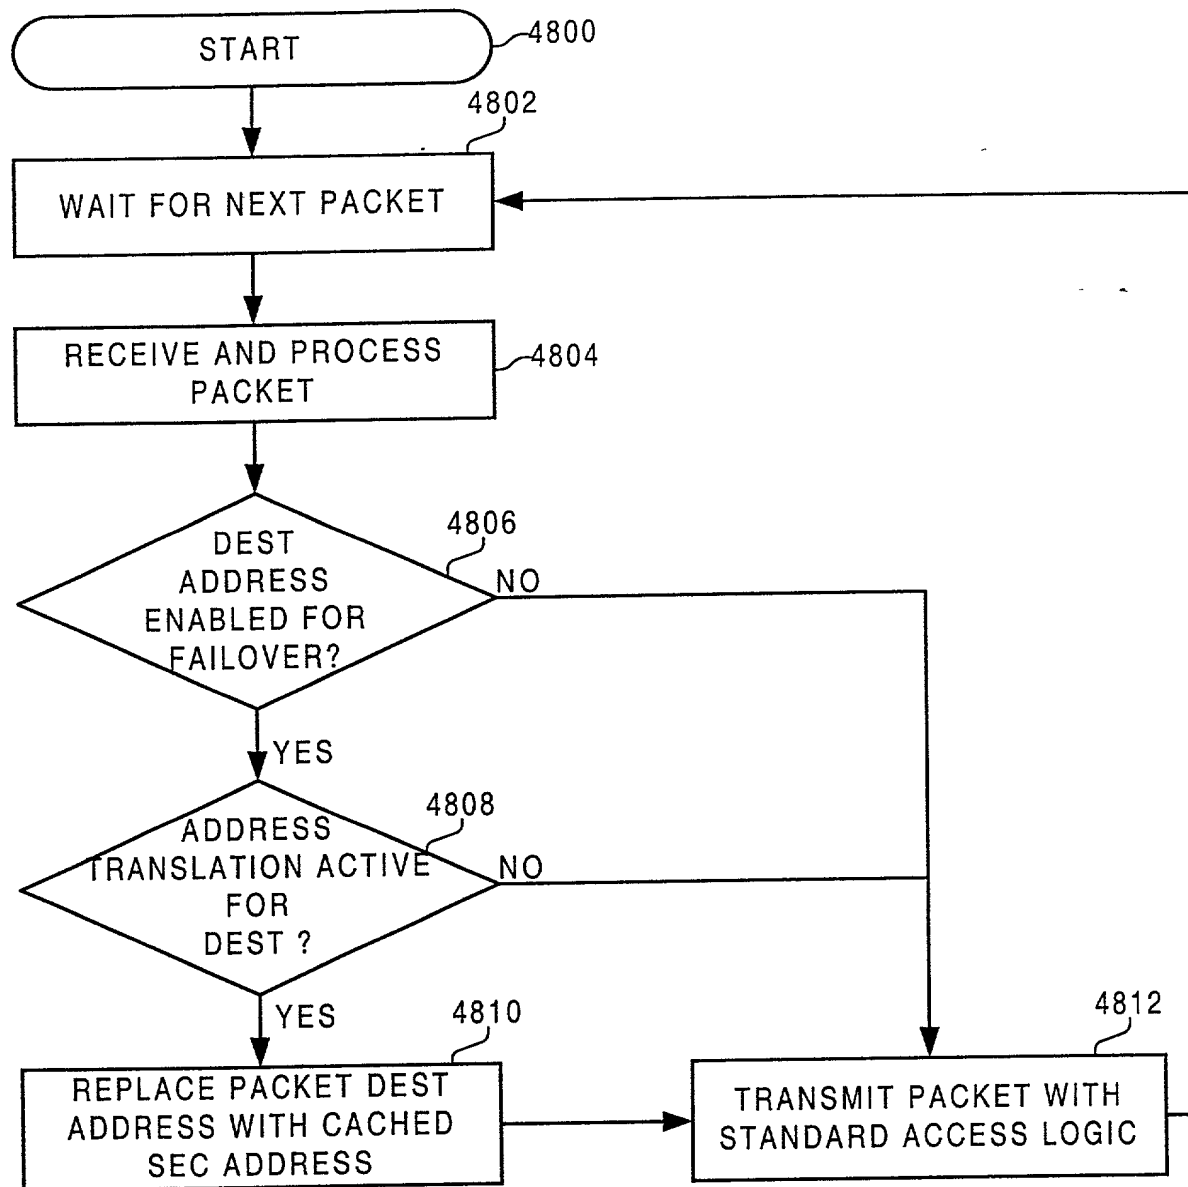 START
4800
4802
WAIT FOR NEXT PACKET
RECEIVE AND PROCESS
PACKET
4804
4806
DEST
ADDRESS
ENABLED FOR
FAILOVER?
NO
YES
4808
ADDRESS
TRANSLATION ACTIVE
FOR
DEST ?
NO
YES
4810
REPLACE PACKET DEST
ADDRESS WITH CACHED
SEC ADDRESS
4812
TRANSMIT PACKET WITH
STANDARD ACCESS LOGIC